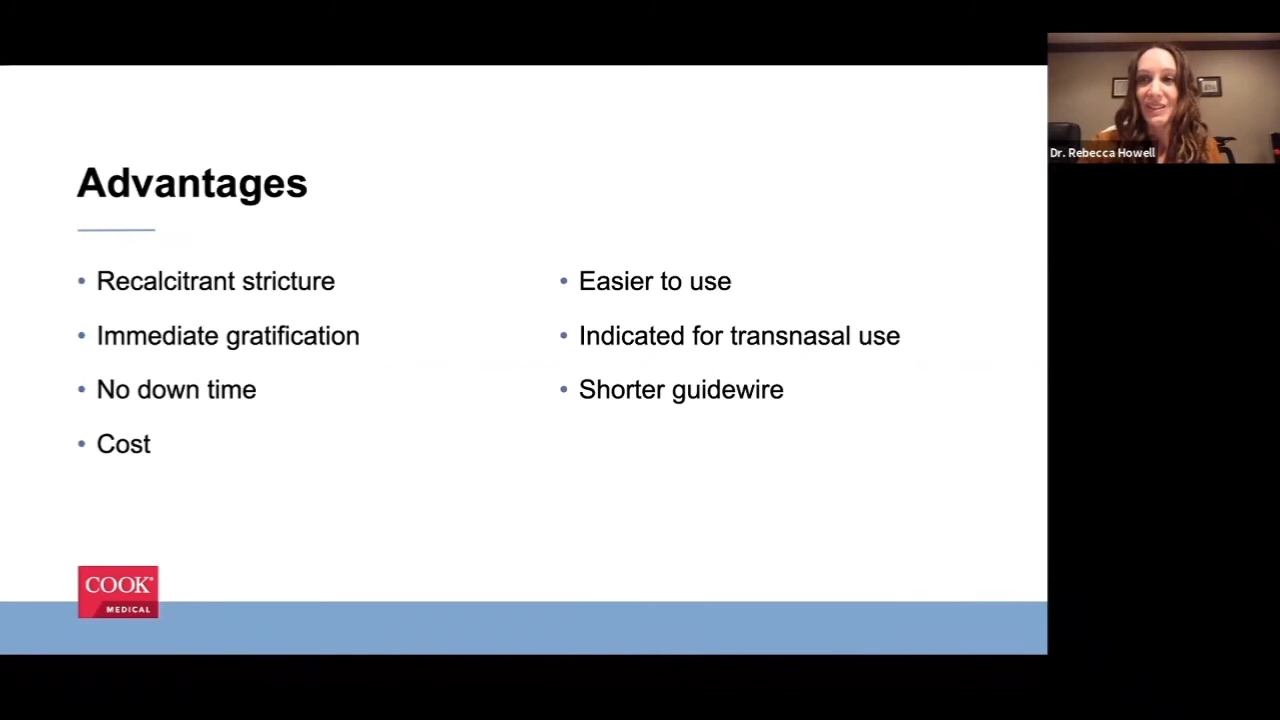 Advantages
Recalcitrant stricture
Immediate gratification
No down time
Cost
Easier to use
Indicated for transnasal use
Shorter guidewire
COOK®
MEDICAL
Dr. Rebecca Howell